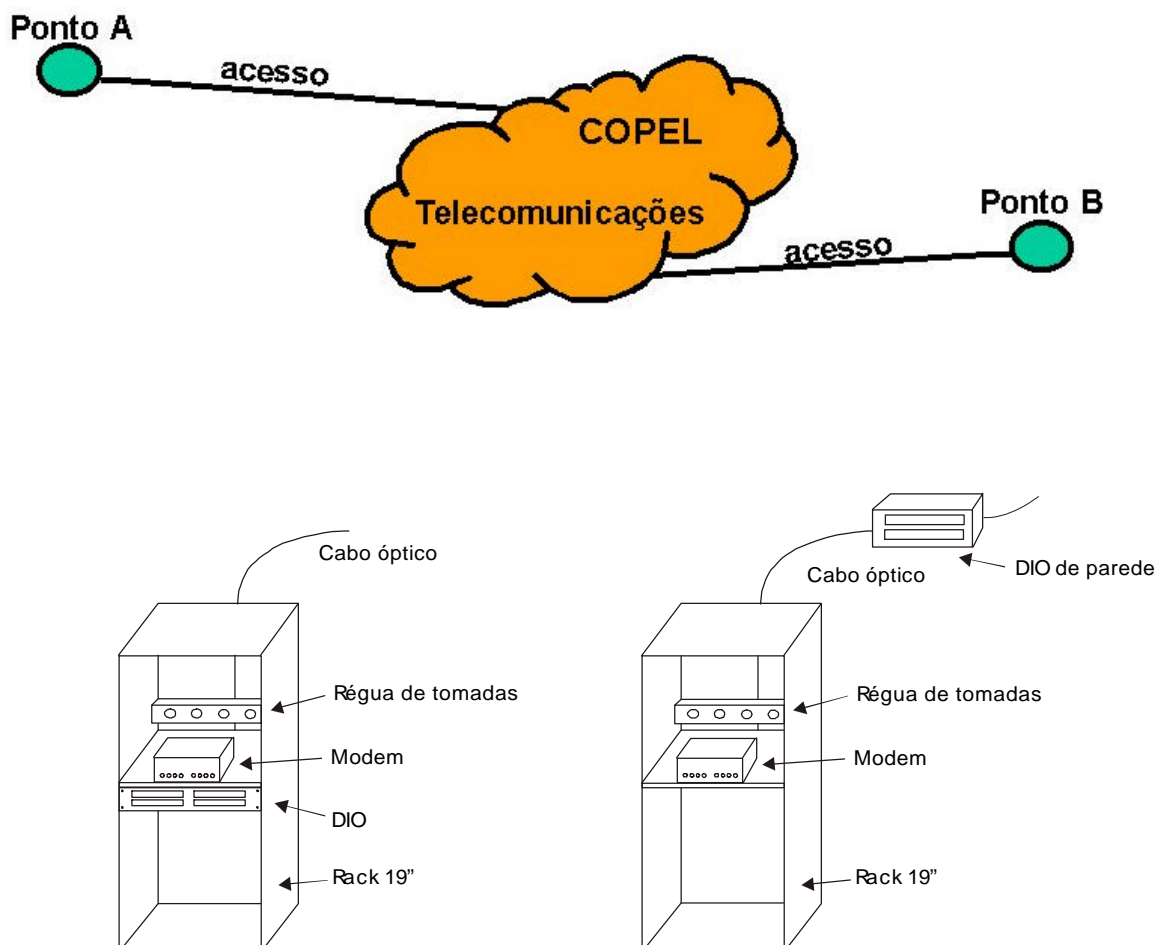 Ponto A
acesso
COPEL
Telecomunicações
Ponto B
acesso
Cabo óptico
Régua de tomadas
Modem
DIO
Rack 19”
DIO de parede
Cabo óptico
Régua de tomadas
Modem
Rack 19”